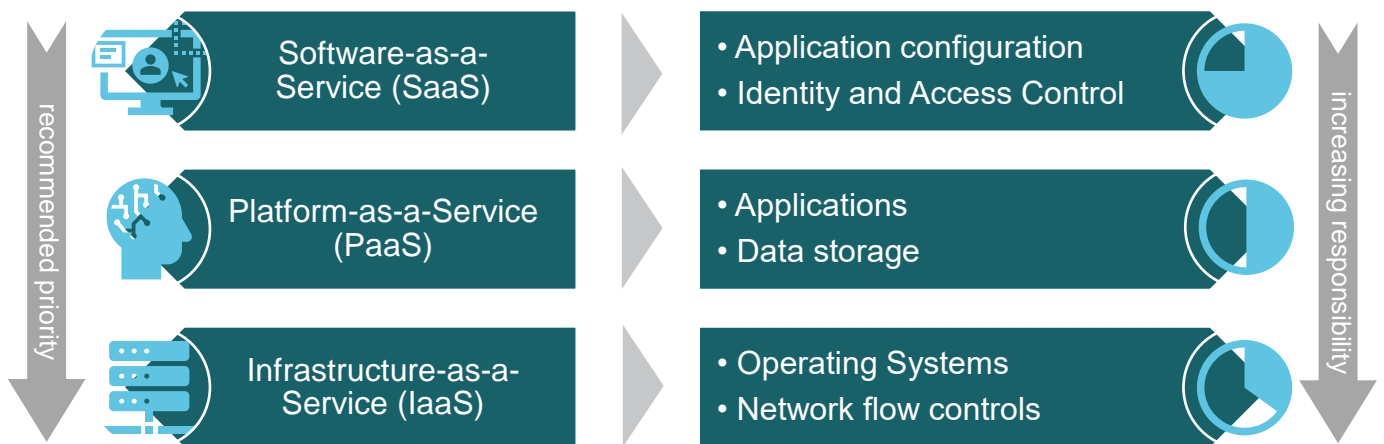 recommended priority
Software-as-a-
Service (SaaS)
• Application configuration
• Identity and Access Control
Platform-as-a-Service
(PaaS)
• Applications
• Data storage
Infrastructure-as-a-
Service (IaaS)
• Operating Systems
• Network flow controls
increasing responsibility